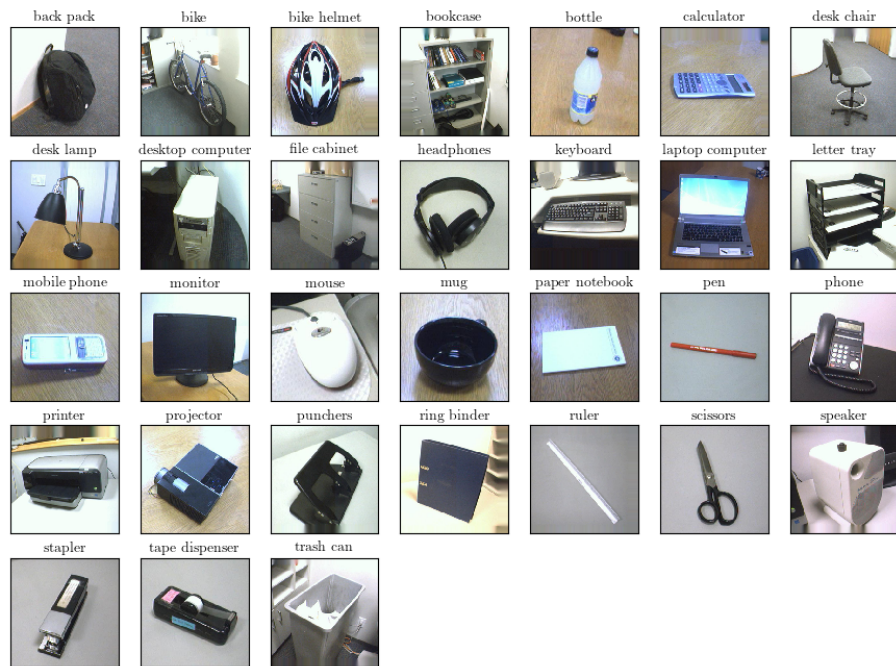 back pack
bike
bike helmet
bookcase
bottle
calculator
desk chair
desk lamp
desktop computer
file cabinet
headphones
keyboard
laptop computer
letter tray
mobile phone
monitor
mouse
mug
paper notebook
pen
phone
printer
projector
punchers
ring binder
ruler
scissors
speaker
stapler
tape dispenser
trash can